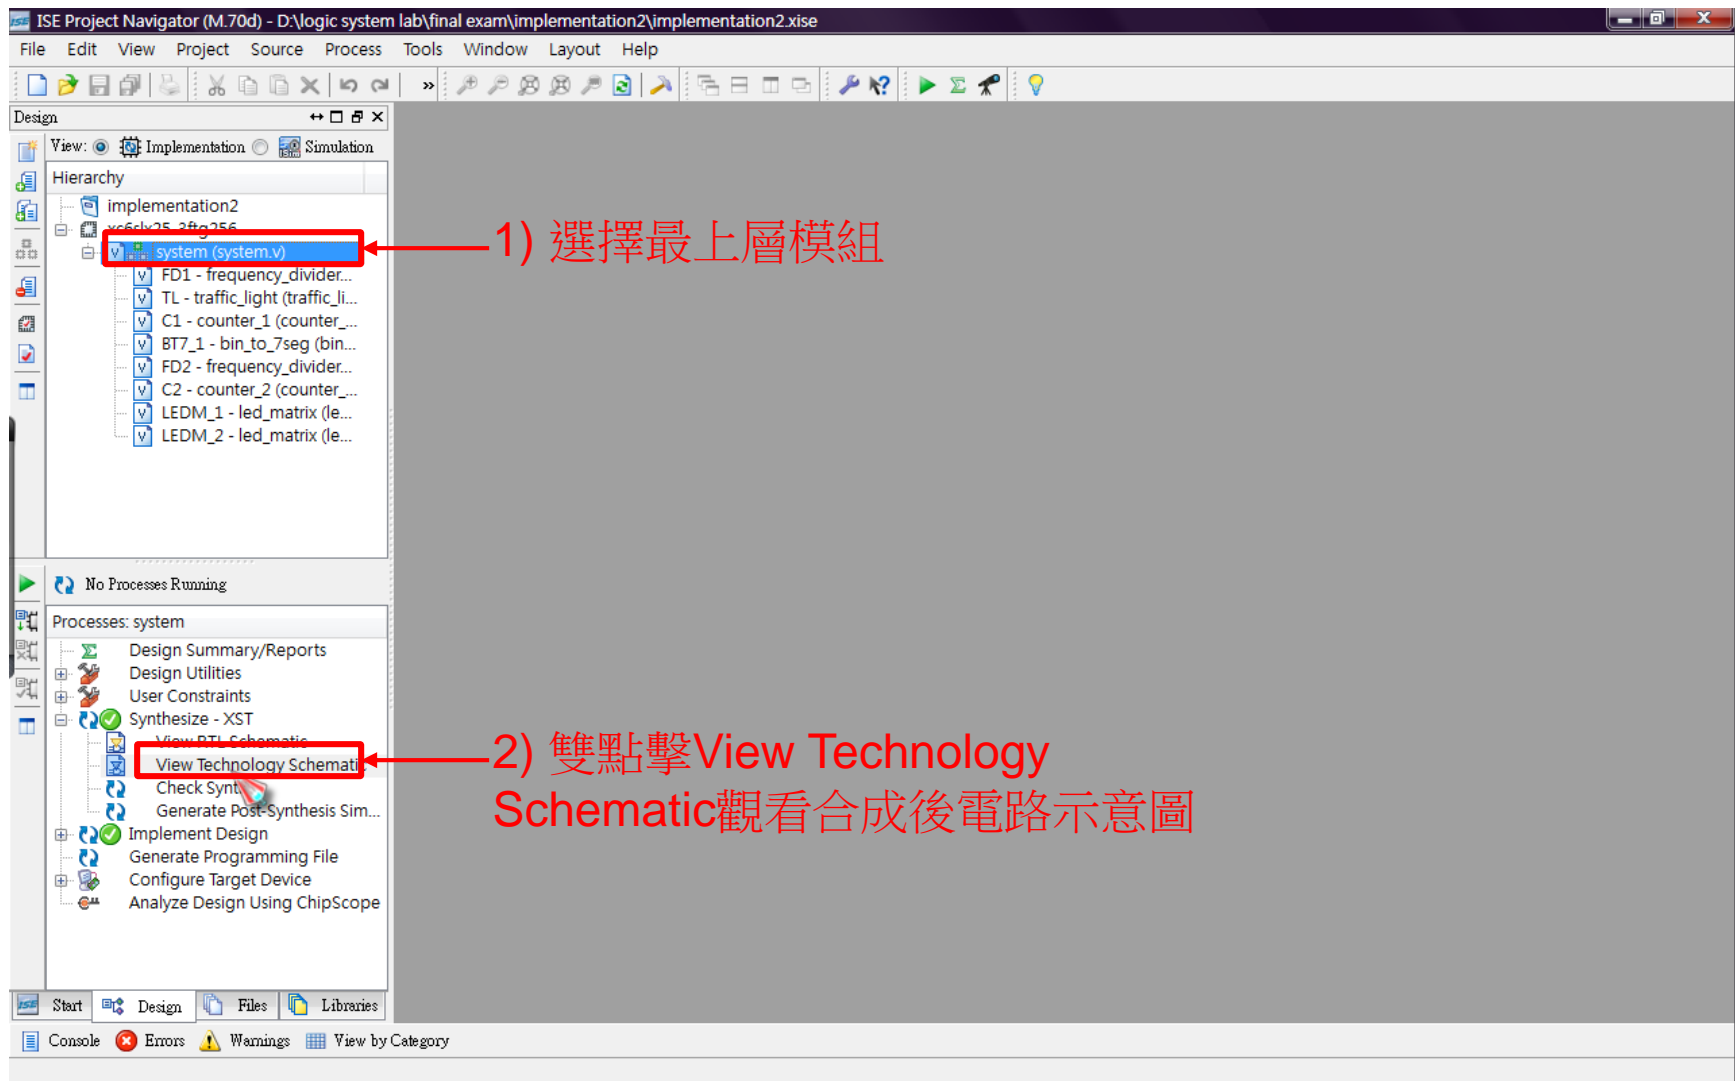 ISE Project Navigator (M.70d) - D:\logic system lab\final exam\implementation2\implementation2.xise
File Edit View Project Source Process Tools Window Layout Help
Design
View: Implementation Simulation
Hierarchy
implementation2
xc6slx25-3ftg256
system (system.v)
FD1 - frequency_divider...
TL - traffic_light (traffic_li...
C1 - counter_1 (counter_...
BT7_1 - bin_to_7seg (bin...
FD2 - frequency_divider...
C2 - counter_2 (counter_...
LEDM_1 - led_matrix (le...
LEDM_2 - led_matrix (le...
1) 選擇最上層模組
No Processes Running
Processes: system
Design Summary/Reports
Design Utilities
User Constraints
Synthesize - XST
View RTL Schematic
View Technology Schematic
Check Synt
Generate Post-Synthesis Sim...
Implement Design
Generate Programming File
Configure Target Device
Analyze Design Using ChipScope
2) 雙點擊View Technology
Schematic觀看合成後電路示意圖
Start Design Files Libraries
Console Errors Warnings View by Category